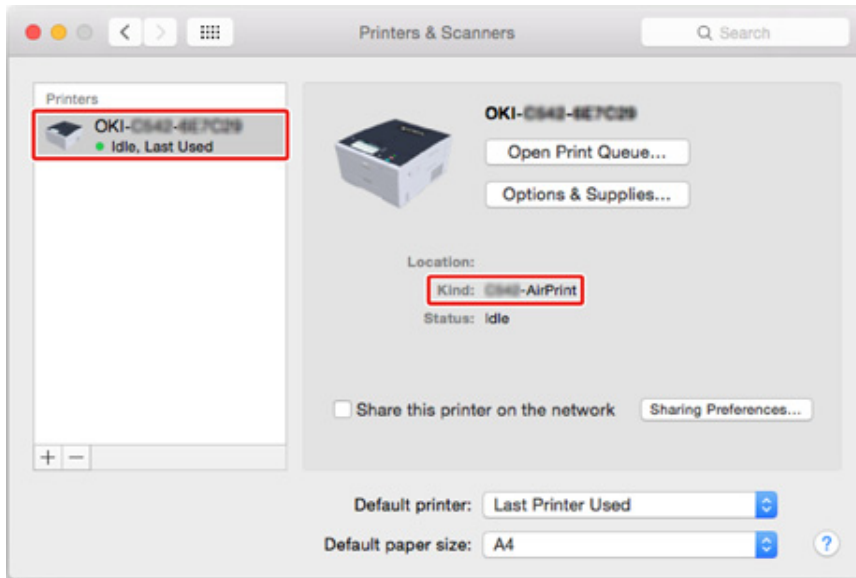 Printers & Scanners
Search
Printers
OKI-
Idle, Last Used
OKI-
Open Print Queue...
Options & Supplies...
Location:
Kind: -AirPrint
Status: Idle
Share this printer on the network
Sharing Preferences...
Default printer: Last Printer Used
Default paper size: A4
?